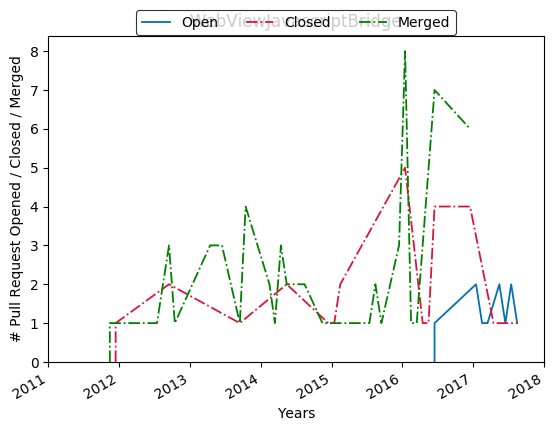 WebViewJavascriptBridge
Open Closed Merged
# Pull Request Opened / Closed / Merged
8
7
6
5
4
3
2
1
0
2011 2012 2013 2014 2015 2016 2017 2018
Years